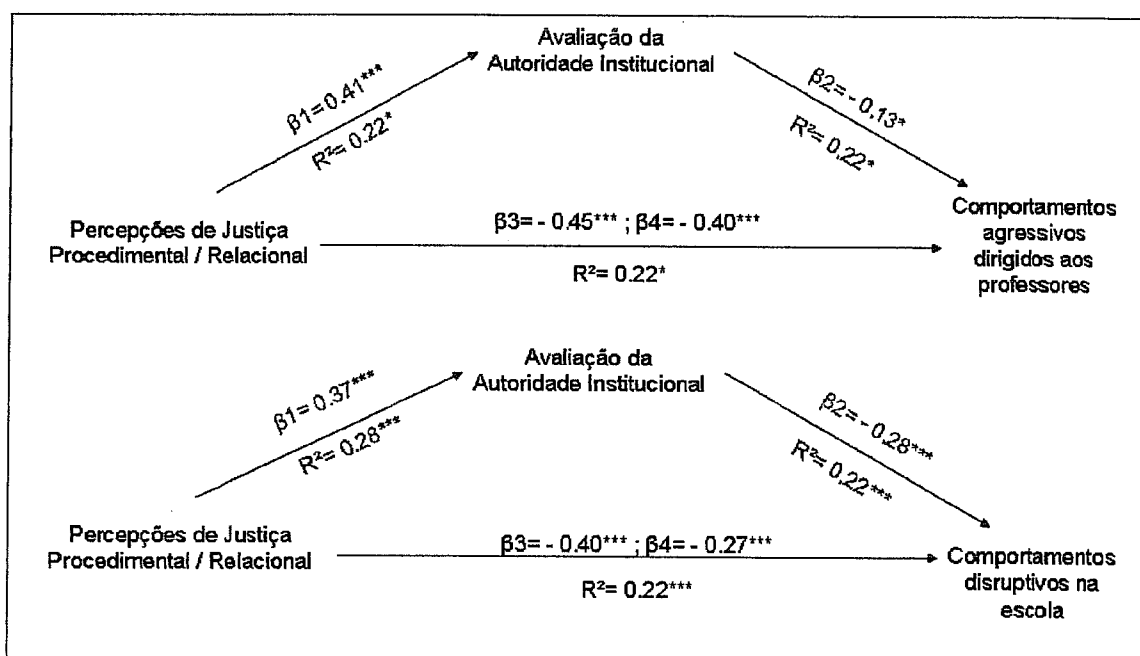 Avaliação da
Autoridade Institucional
β1= 0.41***
R²= 0.22*
β2= - 0,13*
R²= 0,22*
Percepções de Justiça
Procedimental / Relacional
β3= - 0.45*** ; β4= - 0.40***
R²= 0.22*
Comportamentos
agressivos
dirigidos aos
professores
Avaliação da
Autoridade Institucional
β1= 0.37***
R²= 0.28***
β2= - 0,28***
R²= 0,22***
Percepções de Justiça
Procedimental / Relacional
β3= - 0.40*** ; β4= - 0.27***
R²= 0.22***
Comportamentos
disruptivos na
escola